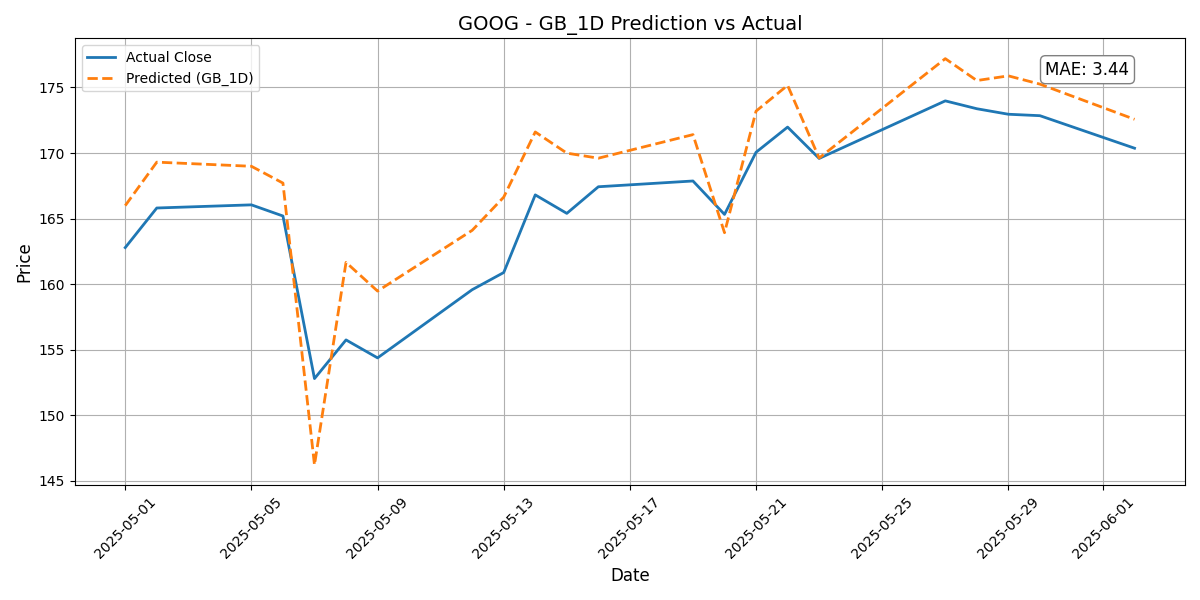 GOOG - GB_1D Prediction vs Actual
Actual Close
Predicted (GB_1D)
MAE: 3.44
Price
175
170
165
160
155
150
145
2025-05-01
2025-05-05
2025-05-09
2025-05-13
2025-05-17
2025-05-21
2025-05-25
2025-05-29
2025-06-01
Date